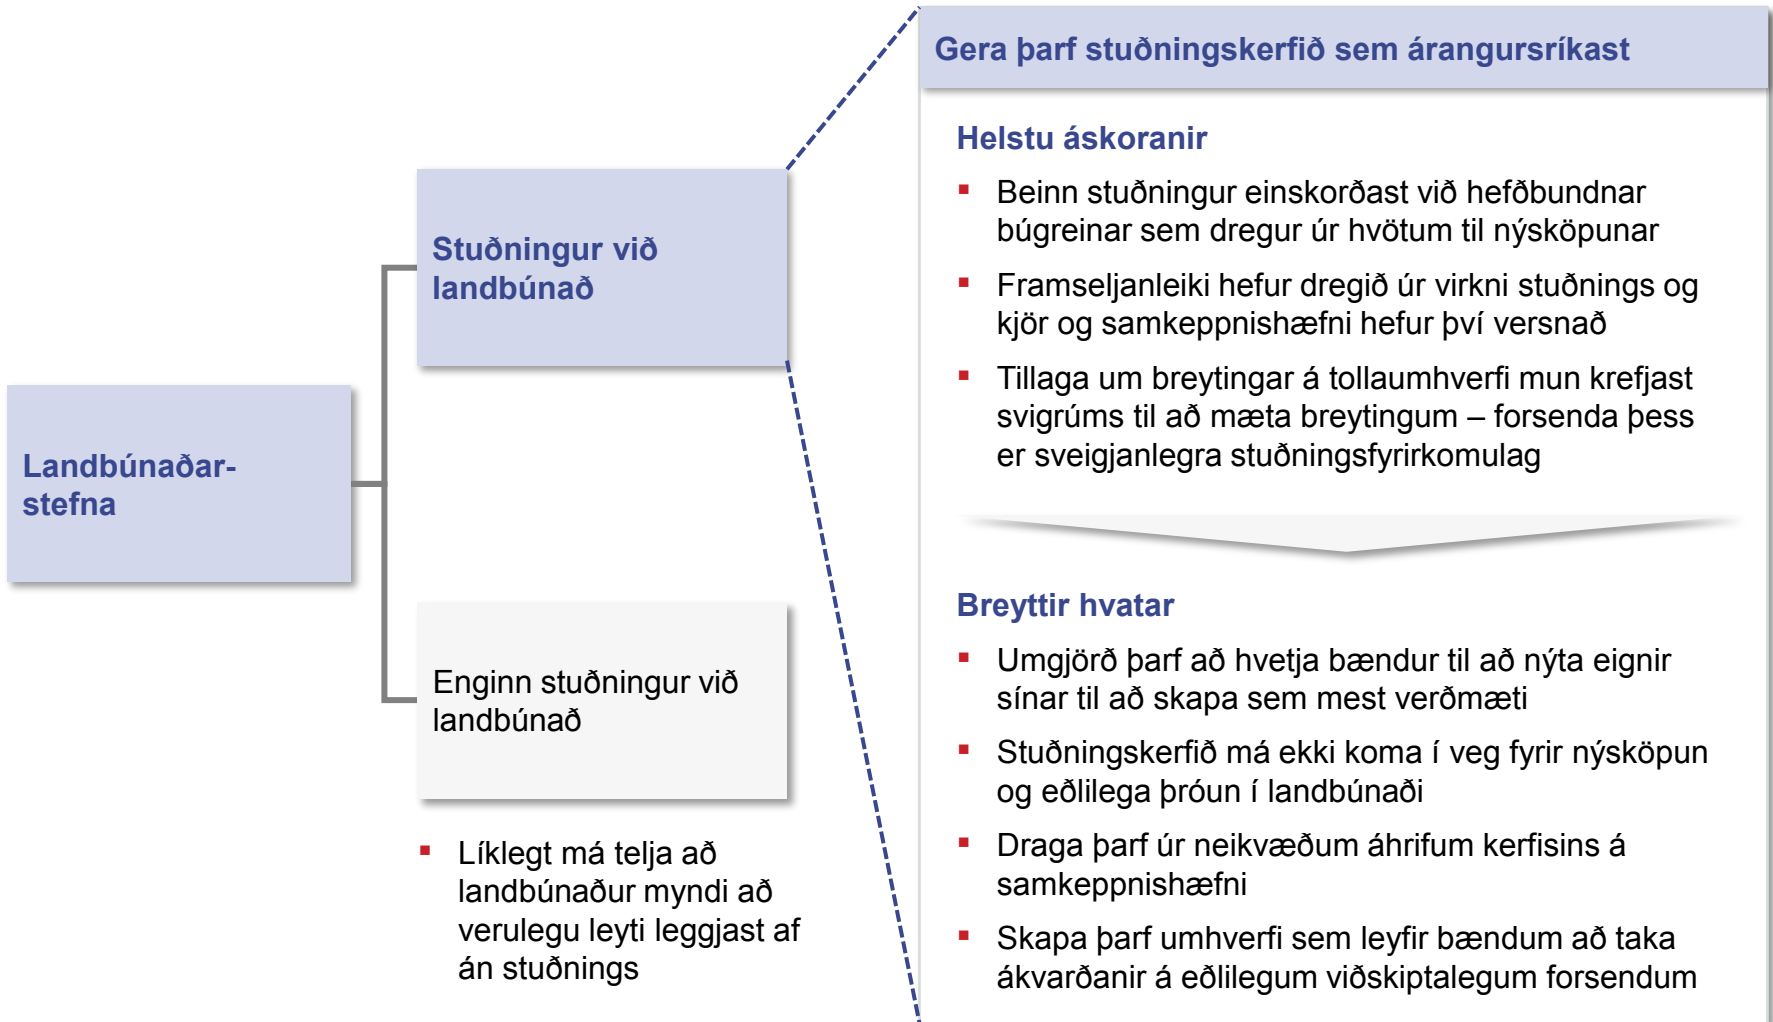 Landbúnaðar-
stefna
Stuðningur við
landbúnað
Enginn stuðningur við
landbúnað
▪ Líklegt má telja að
landbúnaður myndi að
verulegu leyti leggjast af
án stuðnings
Gera þarf stuðningskerfið sem árangursríkast
Helstu áskoranir
▪ Beinn stuðningur einskorðast við hefðbundnar
búgreinar sem dregur úr hvötum til nýsköpunar
▪ Framseljanleiki hefur dregið úr virkni stuðnings og
kjör og samkeppnishæfni hefur því versnað
▪ Tillaga um breytingar á tollaumhverfi mun krefjast
svigrúms til að mæta breytingum – forsenda þess
er sveigjanlegra stuðningsfyrirkomulag
Breyttir hvatar
▪ Umgjörð þarf að hvetja bændur til að nýta eignir
sínar til að skapa sem mest verðmæti
▪ Stuðningskerfið má ekki koma í veg fyrir nýsköpun
og eðlilega þróun í landbúnaði
▪ Draga þarf úr neikvæðum áhrifum kerfisins á
samkeppnishæfni
▪ Skapa þarf umhverfi sem leyfir bændum að taka
ákvarðanir á eðlilegum viðskiptalegum forsendum